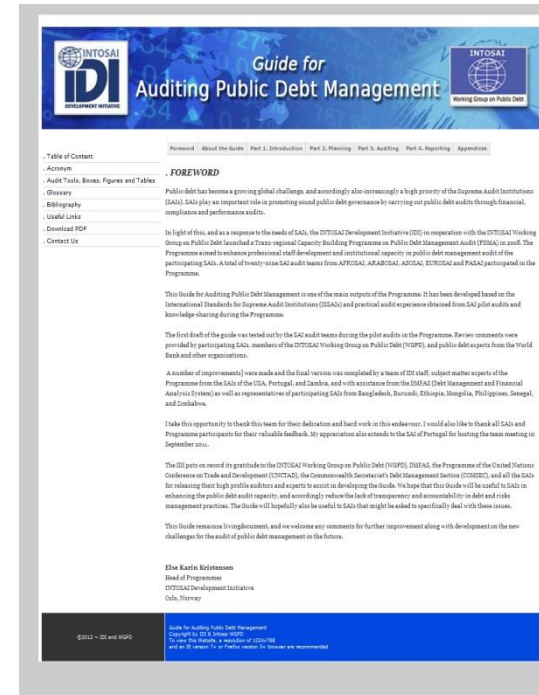 INTOSAI
IDI
DEVELOPMENT INITIATIVE
Guide for
Auditing Public Debt Management
INTOSAI
Working Group on Public Debt
Foreword About the Guide Part 1. Introduction Part 2. Planning Part 3. Auditing Part 4. Reporting Appendices
. Table of Content
. Acronym
. Audit Tools, Boxes, Figures and Tables
. Glossary
. Bibliography
. Useful Links
. Download PDF
. Contact Us
. FOREWORD
Public debt has become a growing global challenge, and accordingly also increasingly a high priority of the Supreme Audit Institutions
(SAIs). SAIs play an important role in promoting sound public debt governance by carrying out public debt audits through financial,
compliance and performance audits.
In light of this, and as a response to the needs of SAIs, the INTOSAI Development Initiative (IDI) in cooperation with the INTOSAI Working
Group on Public Debt launched a Trans-regional Capacity Building Programme on Public Debt Management Audit (PDMA) in 2008. The
Programme aimed to enhance professional staff development and institutional capacity in public debt management audit of the
participating SAIs. A total of twenty-nine SAI audit teams from AFROSAI, ARABOSAI, ASOSAI, EUROSAI and PASAI participated in the
Programme.
This Guide for Auditing Public Debt Management is one of the main outputs of the Programme. It has been developed based on the
International Standards for Supreme Audit Institutions (ISSAIs) and practical audit experience obtained from SAI pilot audits and
knowledge-sharing during the Programme.
The first draft of the guide was tested out by the SAI audit teams during the pilot audits in the Programme. Review comments were
provided by participating SAIs, members of the INTOSAI Working Group on Public Debt (WGPD), and public debt experts from the World
Bank and other organisations.
A number of improvements] were made and the final version was completed by a team of IDI staff, subject matter experts of the
Programme from the SAIs of the USA, Portugal, and Zambia, and with assistance from the DMFAS (Debt Management and Financial
Analysis System) as well as representatives of participating SAIs from Bangladesh, Burundi, Ethiopia, Mongolia, Philippines, Senegal,
and Zimbabwe.
I take this opportunity to thank this team for their dedication and hard work in this endeavour. I would also like to thank all SAIs and
Programme participants for their valuable feedback. My appreciation also extends to the SAI of Portugal for hosting the team meeting in
September 2011.
The IDI puts on record its gratitude to the INTOSAI Working Group on Public Debt (WGPD), DMFAS, the Programme of the United Nations
Conference on Trade and Development (UNCTAD), the Commonwealth Secretariat's Debt Management Section (COMSEC), and all the SAIs
for releasing their high profile auditors and experts to assist in developing the Guide. We hope that this Guide will be useful to SAIs in
enhancing the public debt audit capacity, and accordingly reduce the lack of transparency and accountability in debt and risks
management practices. The Guide will hopefully also be useful to SAIs that might be asked to specifically deal with these issues.
This Guide remainsa livingdocument, and we welcome any comments for further improvement along with development on the new
challenges for the audit of public debt management in the future.
Else Karin Kristensen
Head of Programmes
INTOSAI Development Initiative
Oslo, Norway
©2013 ~ IDI and WGPD
Guide for Auditing Public Debt Management
Copyright by IDI & Intosai WGPD
To view this Website, a resolution of 1024x768
and an IE version 7+ or Firefox version 3+ browser are recommended